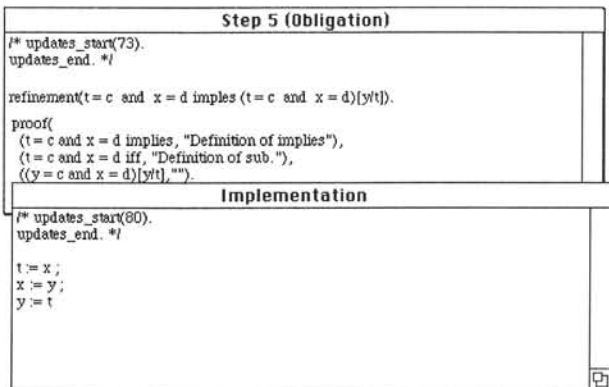 Step 5 (Obligation)
/* updates_start(73).
updates_end. */
refinement(t = c and x = d imples (t = c and x = d)[y/t]).
proof(
(t = c and x = d implies, "Definition of implies"),
(t = c and x = d iff, "Definition of sub."),
((y = c and x = d)[y/t],"").
Implementation
/* updates_start(80).
updates_end. */
t := x ;
x := y ;
y := t